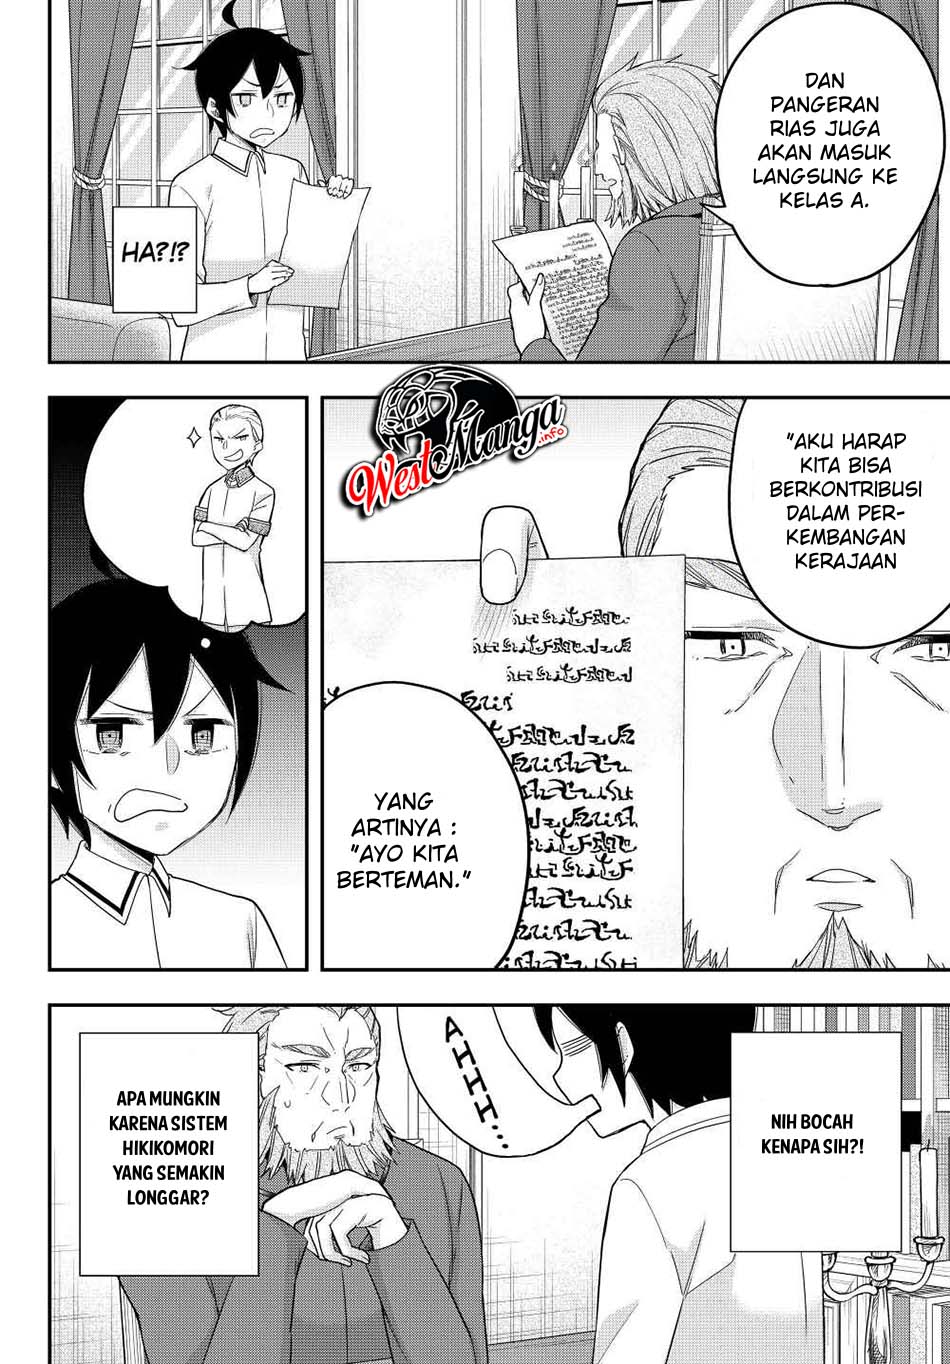 DAN
PANGERAN
RIAS JUGA
AKAN MASUK
LANGSUNG KE
KELAS A.
HA?!?
"AKU HARAP
KITA BISA
BERKONTRIBUSI
DALAM PER-
KEMBANGAN
KERAJAAN
YANG
ARTINYA :
"AYO KITA
BERTEMAN."
WestManga
.info
NIH BOCAH
KENAPA SIH?!
AHHH...
APA MUNGKIN
KARENA SISTEM
HIKIKOMORI
YANG SEMAKIN
LONGGAR?